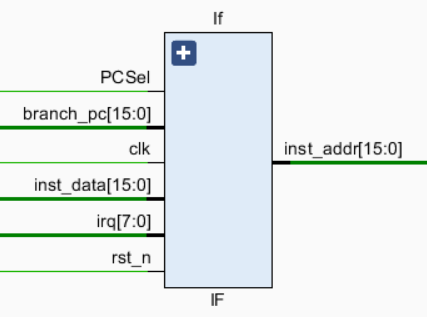 If
PCSel
branch_pc[15:0]
clk
inst_data[15:0]
irq[7:0]
rst_n
inst_addr[15:0]
IF